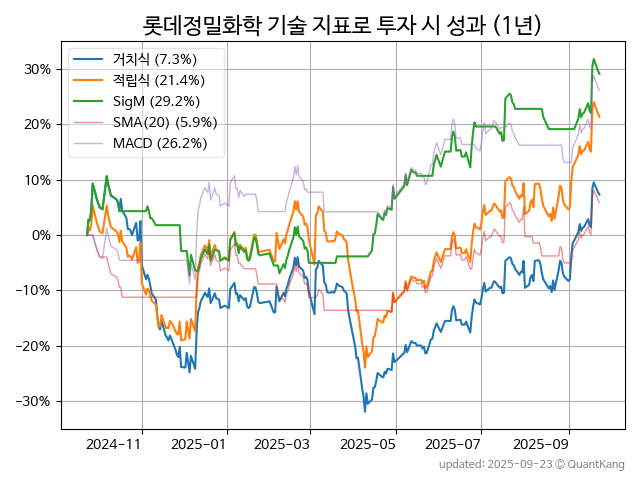 롯데정밀화학 기술 지표로 투자 시 성과 (1년)
거치식 (7.3%)
적립식 (21.4%)
SigM (29.2%)
SMA(20) (5.9%)
MACD (26.2%)
30%
20%
10%
0%
−10%
−20%
−30%
2024-11 2025-01 2025-03 2025-05 2025-07 2025-09
updated: 2025-09-23 ⓒ QuantKang